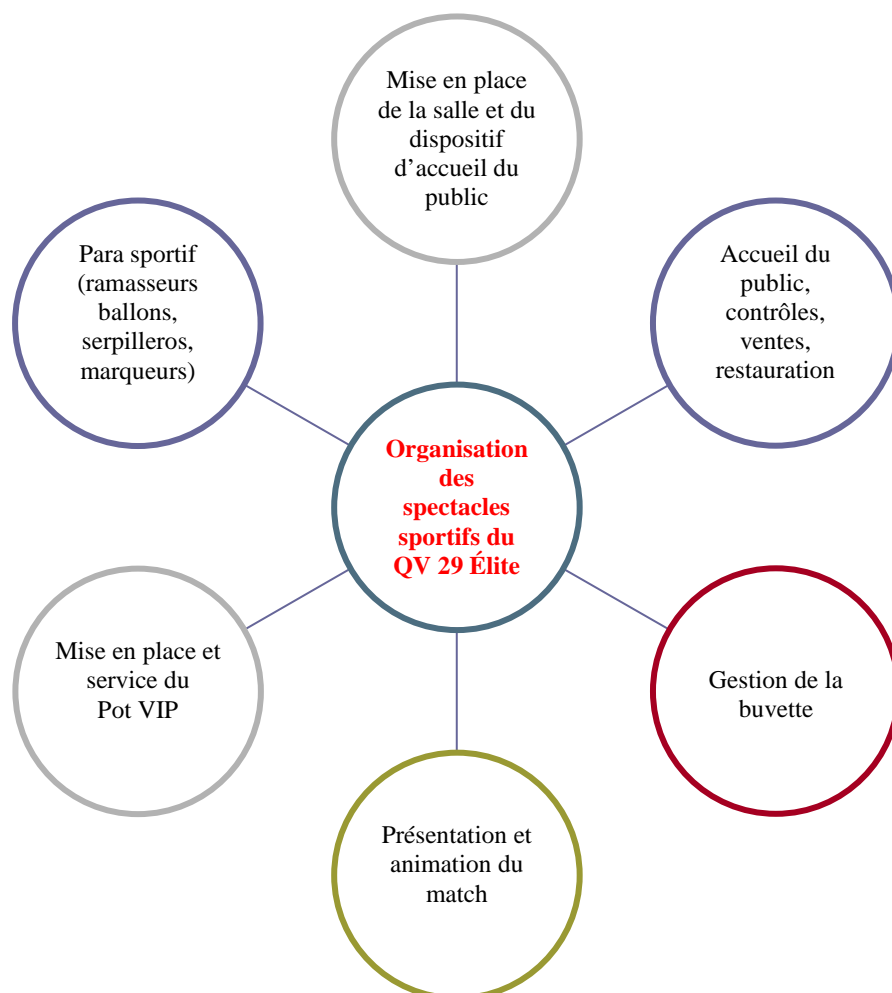 Mise en place
de la salle et du
dispositif
d’accueil du
public
Para sportif
(ramasseurs
ballons,
serpilleros,
marqueurs)
Accueil du
public,
contrôles,
ventes,
restauration
Organisation
des
spectacles
sportifs du
QV 29 Élite
Mise en place et
service du
Pot VIP
Gestion de la
buvette
Présentation et
animation du
match